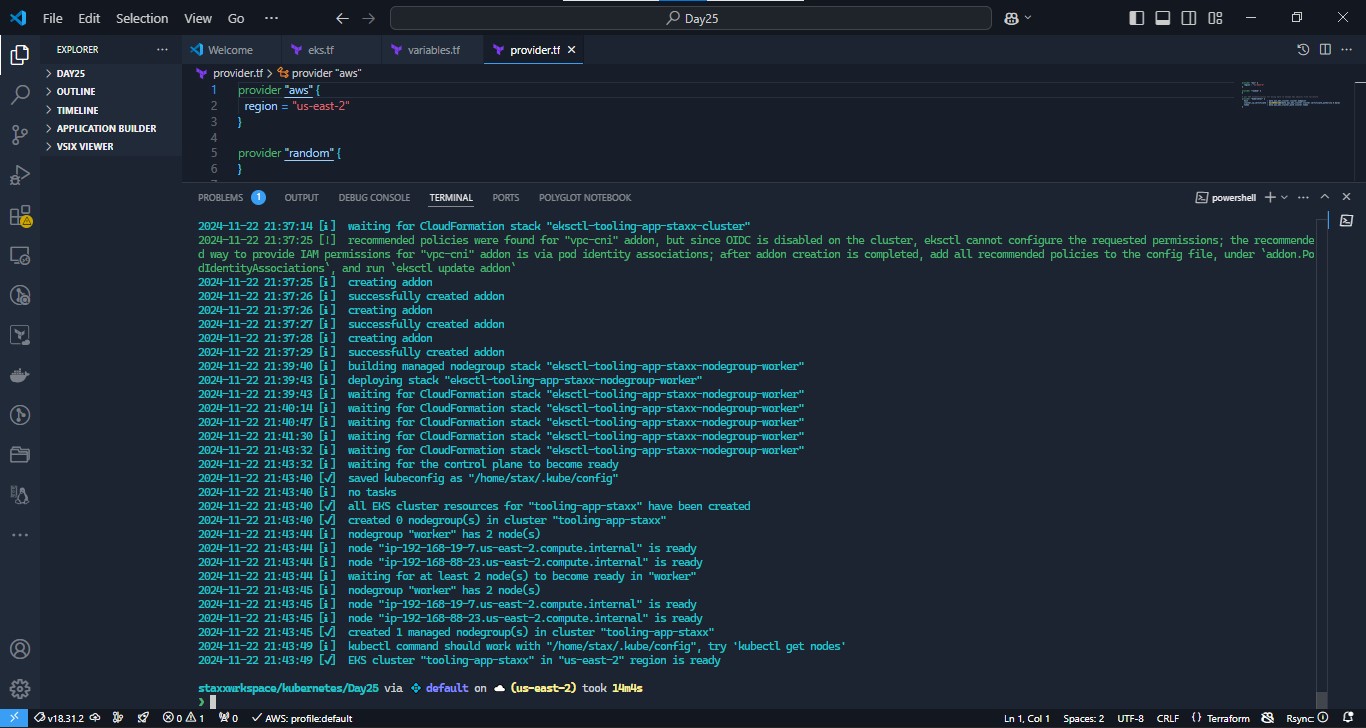 File Edit Selection View Go ··· Day25
EXPLORER ···
DAY25
OUTLINE
TIMELINE
APPLICATION BUILDER
VSIX VIEWER
Welcome eks.tf variables.tf provider.tf
provider.tf > provider "aws"
1 provider "aws" {
2 region = "us-east-2"
3 }
4
5 provider "random" {
6 }
PROBLEMS 1 OUTPUT DEBUG CONSOLE TERMINAL PORTS POLYGLOT NOTEBOOK powershell
2024-11-22 21:37:14 [ℹ] waiting for CloudFormation stack "eksctl-tooling-app-staxx-cluster"
2024-11-22 21:37:25 [!] recommended policies were found for "vpc-cni" addon, but since OIDC is disabled on the cluster, eksctl cannot configure the requested permissions; the recommende
d way to provide IAM permissions for "vpc-cni" addon is via pod identity associations; after addon creation is completed, add all recommended policies to the config file, under `addon.Po
dIdentityAssociations`, and run `eksctl update addon`
2024-11-22 21:37:25 [ℹ] creating addon
2024-11-22 21:37:26 [ℹ] successfully created addon
2024-11-22 21:37:26 [ℹ] creating addon
2024-11-22 21:37:27 [ℹ] successfully created addon
2024-11-22 21:37:28 [ℹ] creating addon
2024-11-22 21:37:29 [ℹ] successfully created addon
2024-11-22 21:39:40 [ℹ] building managed nodegroup stack "eksctl-tooling-app-staxx-nodegroup-worker"
2024-11-22 21:39:43 [ℹ] deploying stack "eksctl-tooling-app-staxx-nodegroup-worker"
2024-11-22 21:39:43 [ℹ] waiting for CloudFormation stack "eksctl-tooling-app-staxx-nodegroup-worker"
2024-11-22 21:40:14 [ℹ] waiting for CloudFormation stack "eksctl-tooling-app-staxx-nodegroup-worker"
2024-11-22 21:40:47 [ℹ] waiting for CloudFormation stack "eksctl-tooling-app-staxx-nodegroup-worker"
2024-11-22 21:41:30 [ℹ] waiting for CloudFormation stack "eksctl-tooling-app-staxx-nodegroup-worker"
2024-11-22 21:43:32 [ℹ] waiting for CloudFormation stack "eksctl-tooling-app-staxx-nodegroup-worker"
2024-11-22 21:43:32 [ℹ] waiting for the control plane to become ready
2024-11-22 21:43:40 [✔] saved kubeconfig as "/home/stax/.kube/config"
2024-11-22 21:43:40 [ℹ] no tasks
2024-11-22 21:43:40 [✔] all EKS cluster resources for "tooling-app-staxx" have been created
2024-11-22 21:43:40 [✔] created 0 nodegroup(s) in cluster "tooling-app-staxx"
2024-11-22 21:43:44 [ℹ] nodegroup "worker" has 2 node(s)
2024-11-22 21:43:44 [ℹ] node "ip-192-168-19-7.us-east-2.compute.internal" is ready
2024-11-22 21:43:44 [ℹ] node "ip-192-168-88-23.us-east-2.compute.internal" is ready
2024-11-22 21:43:44 [ℹ] waiting for at least 2 node(s) to become ready in "worker"
2024-11-22 21:43:45 [ℹ] nodegroup "worker" has 2 node(s)
2024-11-22 21:43:45 [ℹ] node "ip-192-168-19-7.us-east-2.compute.internal" is ready
2024-11-22 21:43:45 [ℹ] node "ip-192-168-88-23.us-east-2.compute.internal" is ready
2024-11-22 21:43:45 [✔] created 1 managed nodegroup(s) in cluster "tooling-app-staxx"
2024-11-22 21:43:49 [ℹ] kubectl command should work with "/home/stax/.kube/config", try 'kubectl get nodes'
2024-11-22 21:43:49 [✔] EKS cluster "tooling-app-staxx" in "us-east-2" region is ready
staxxwrkspace/kubernetes/Day25 via default on (us-east-2) took 14m4s
❯
v18.31.2 0 1 0 AWS: profile:default Ln 1, Col 1 Spaces: 2 UTF-8 CRLF {} Terraform Rsync: